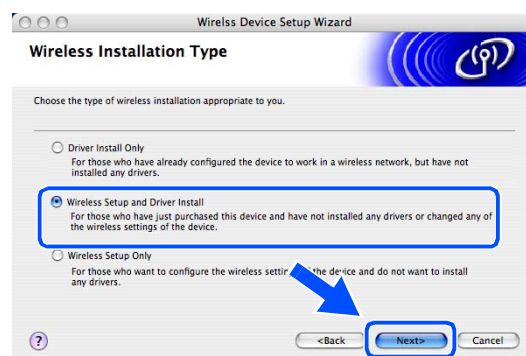 Wirelss Device Setup Wizard
Wireless Installation Type
Choose the type of wireless installation appropriate to you.
Driver Install Only
For those who have already configured the device to work in a wireless network, but have not
installed any drivers.
Wireless Setup and Driver Install
For those who have just purchased this device and have not installed any drivers or changed any of
the wireless settings of the device.
Wireless Setup Only
For those who want to configure the wireless the device and do not want to install
any drivers.
?
<Back
Next>
Cancel